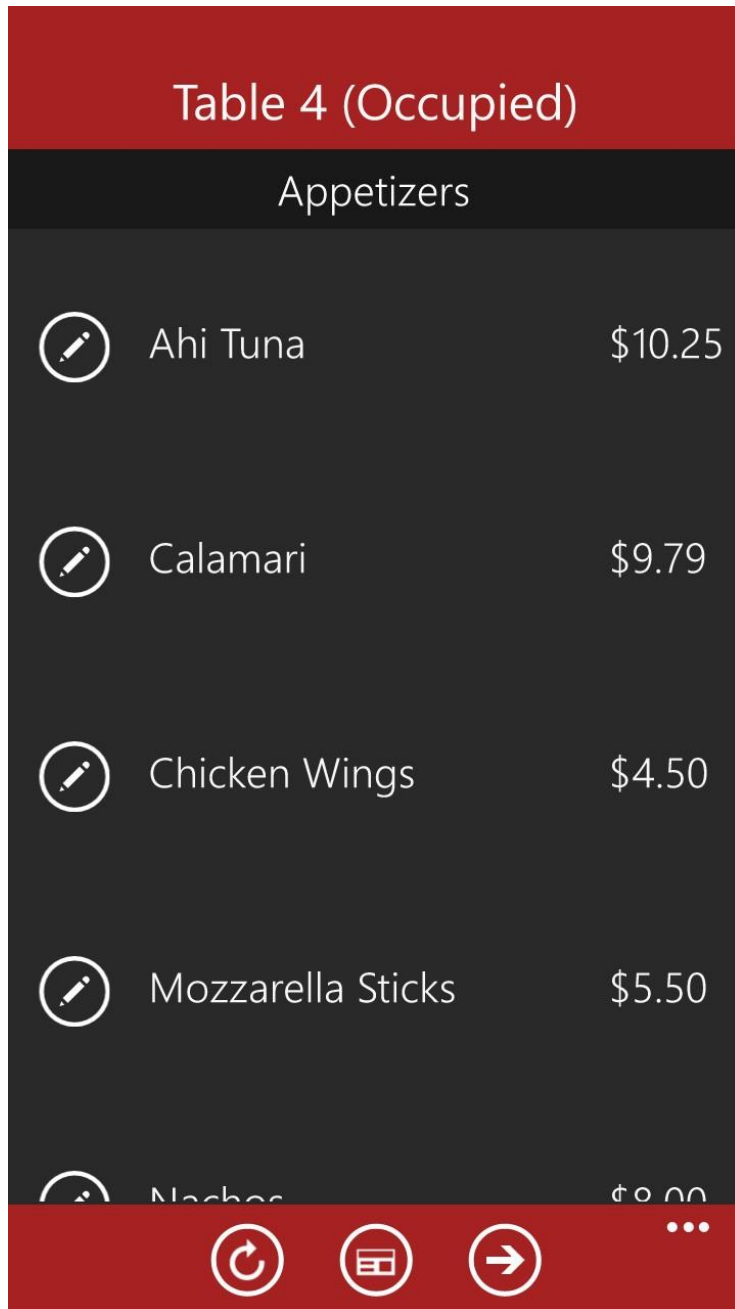 Table 4 (Occupied)
Appetizers
Ahi Tuna $10.25
Calamari $9.79
Chicken Wings $4.50
Mozzarella Sticks $5.50
Nachos